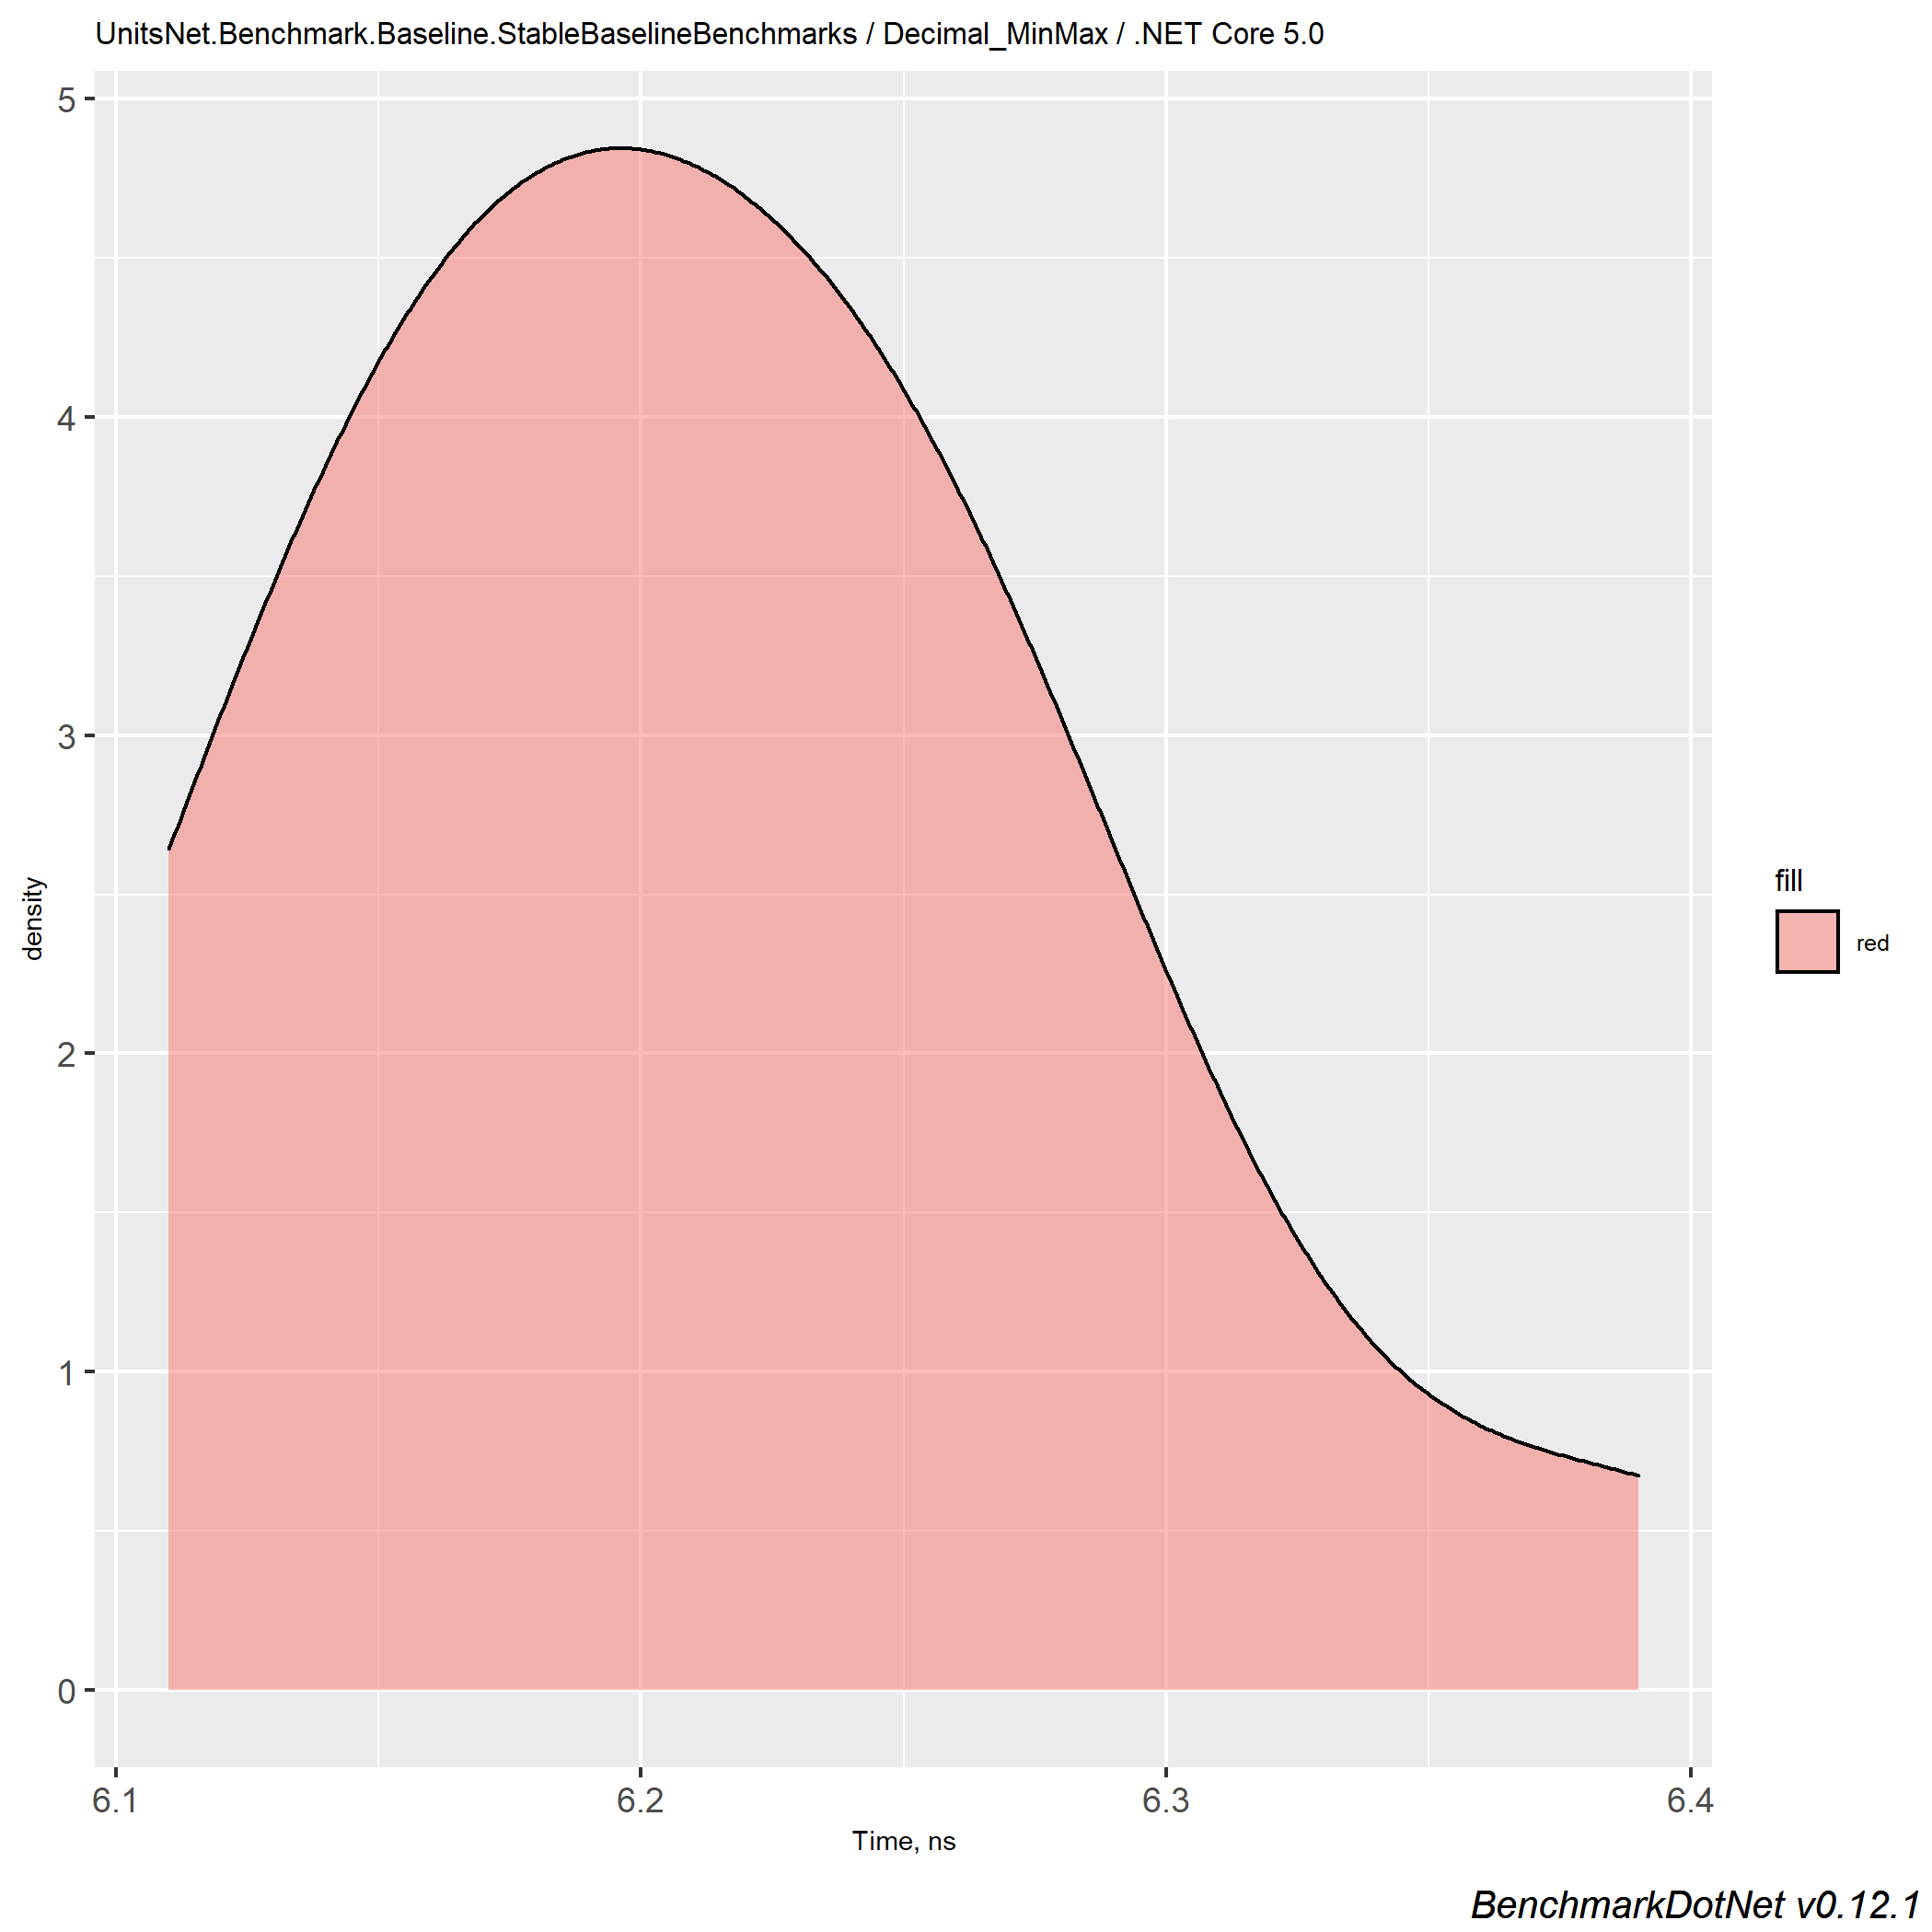 UnitsNet.Benchmark.Baseline.StableBaselineBenchmarks / Decimal_MinMax / .NET Core 5.0
5
4
3
2
1
0
density
6.1 6.2 6.3 6.4
Time, ns
fill
red
BenchmarkDotNet v0.12.1